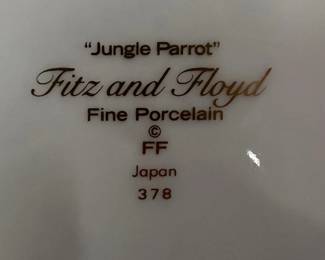 "Jungle Parrot"
Fitz and Floyd
Fine Porcelain
©
FF
Japan
378